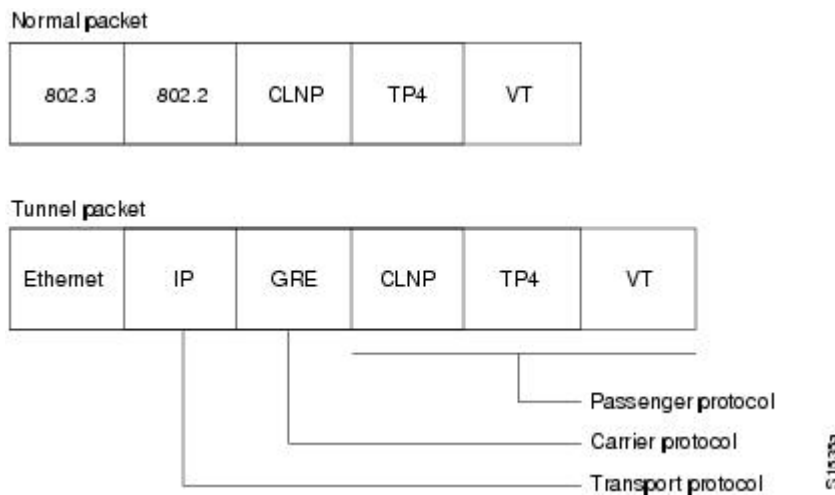 Normal packet
802.3 802.2 CLNP TP4 VT
Tunnel packet
Ethernet IP GRE CLNP TP4 VT
Passenger protocol
Carrier protocol
Transport protocol